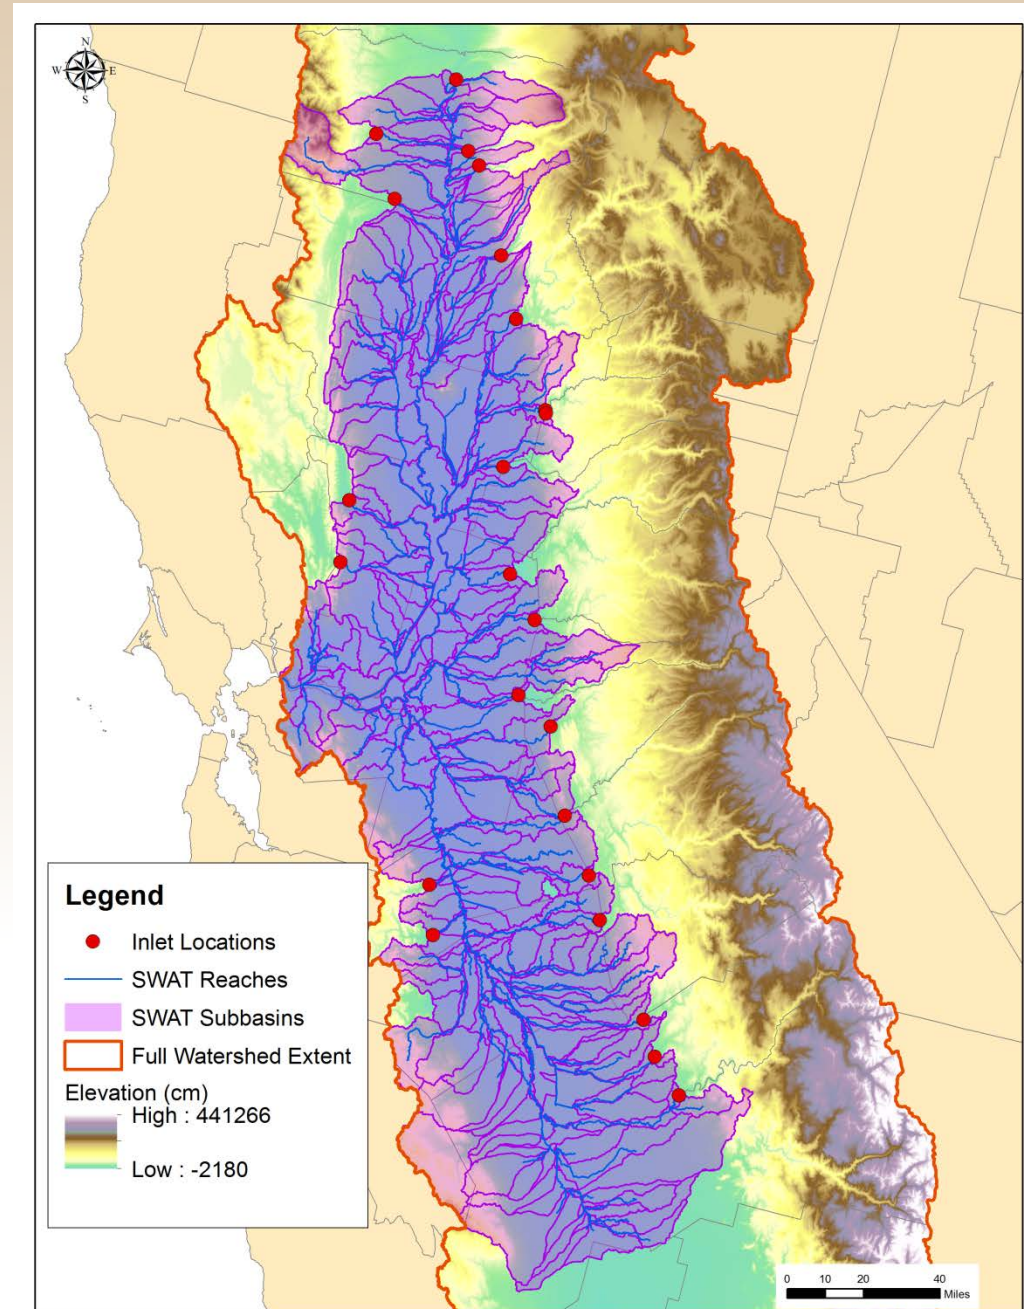 N
W E
S
Legend
Inlet Locations
SWAT Reaches
SWAT Subbasins
Full Watershed Extent
Elevation (cm)
High : 441266
Low : -2180
0 10 20 40
Miles